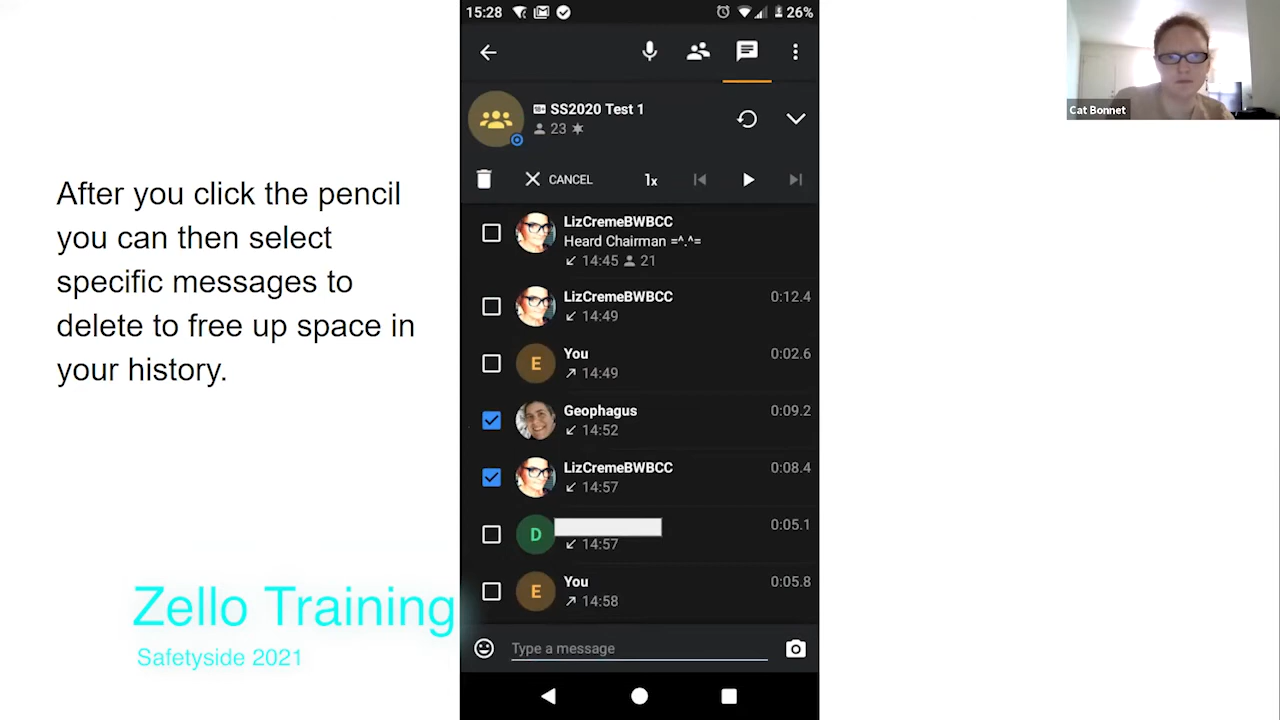 15:28
26%
Cat Bonnet
SS2020 Test 1
23
CANCEL
1x
After you click the pencil
you can then select
specific messages to
delete to free up space in
your history.
LizCremeBWBCC
Heard Chairman =^.^=
14:45 21
LizCremeBWBCC 0:12.4
14:49
E You 0:02.6
14:49
Geophagus 0:09.2
14:52
LizCremeBWBCC 0:08.4
14:57
D 0:05.1
14:57
E You 0:05.8
14:58
Type a message
Zello Training
Safetyside 2021